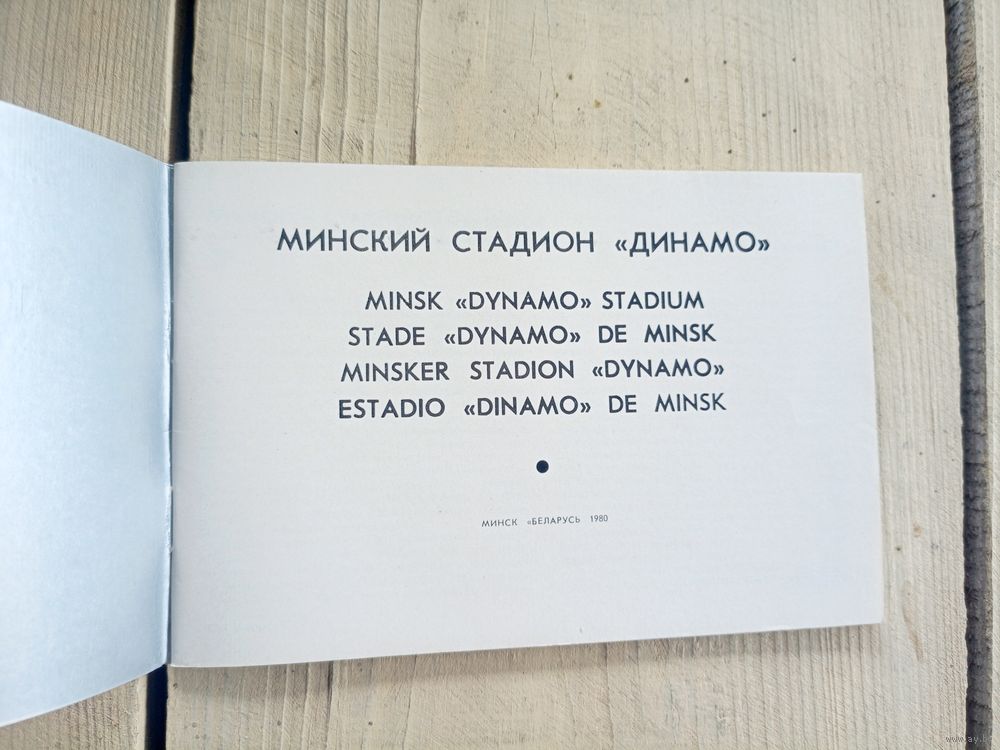 МИНСКИЙ СТАДИОН «ДИНАМО»
MINSK «DYNAMO» STADIUM
STADE «DYNAMO» DE MINSK
MINSKER STADION «DYNAMO»
ESTADIO «DINAMO» DE MINSK
МИНСК «БЕЛАРУСЬ 1980